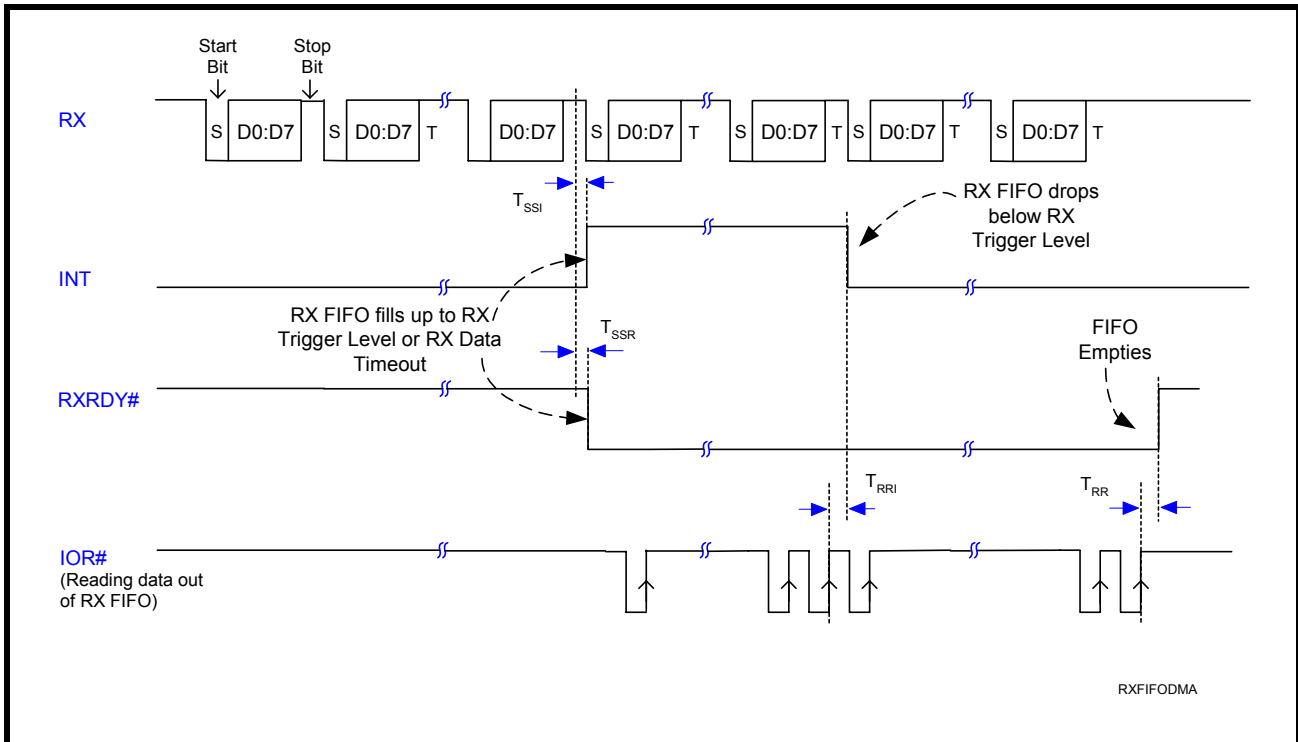 Start
Bit
Stop
Bit
RX
S D0:D7 S D0:D7 T D0:D7 S D0:D7 T S D0:D7 T S D0:D7 T S D0:D7 T
TSSI
RX FIFO drops
below RX
Trigger Level
INT
RX FIFO fills up to RX
Trigger Level or RX Data
Timeout
TSSR
FIFO
Empties
RXRDY#
TRRI
TRR
IOR#
(Reading data out
of RX FIFO)
RXFIFODMA